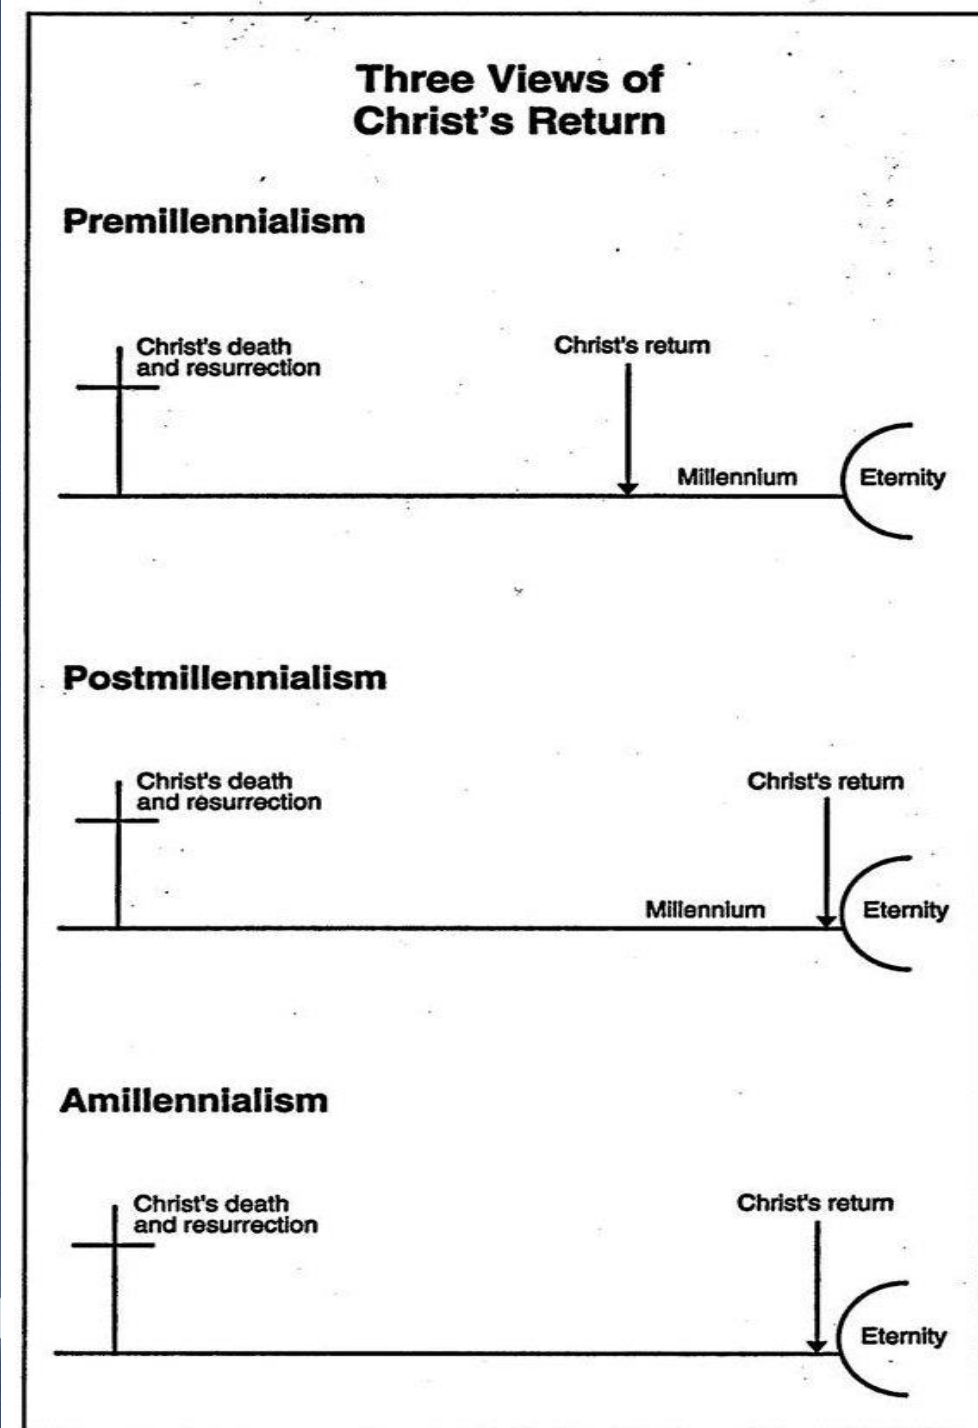 Three Views of
Christ's Return
Premillennialism
Christ's death
and resurrection
Christ's return
Millennium
Eternity
Postmillennialism
Christ's death
and resurrection
Christ's return
Millennium
Eternity
Amillennialism
Christ's death
and resurrection
Christ's return
Eternity